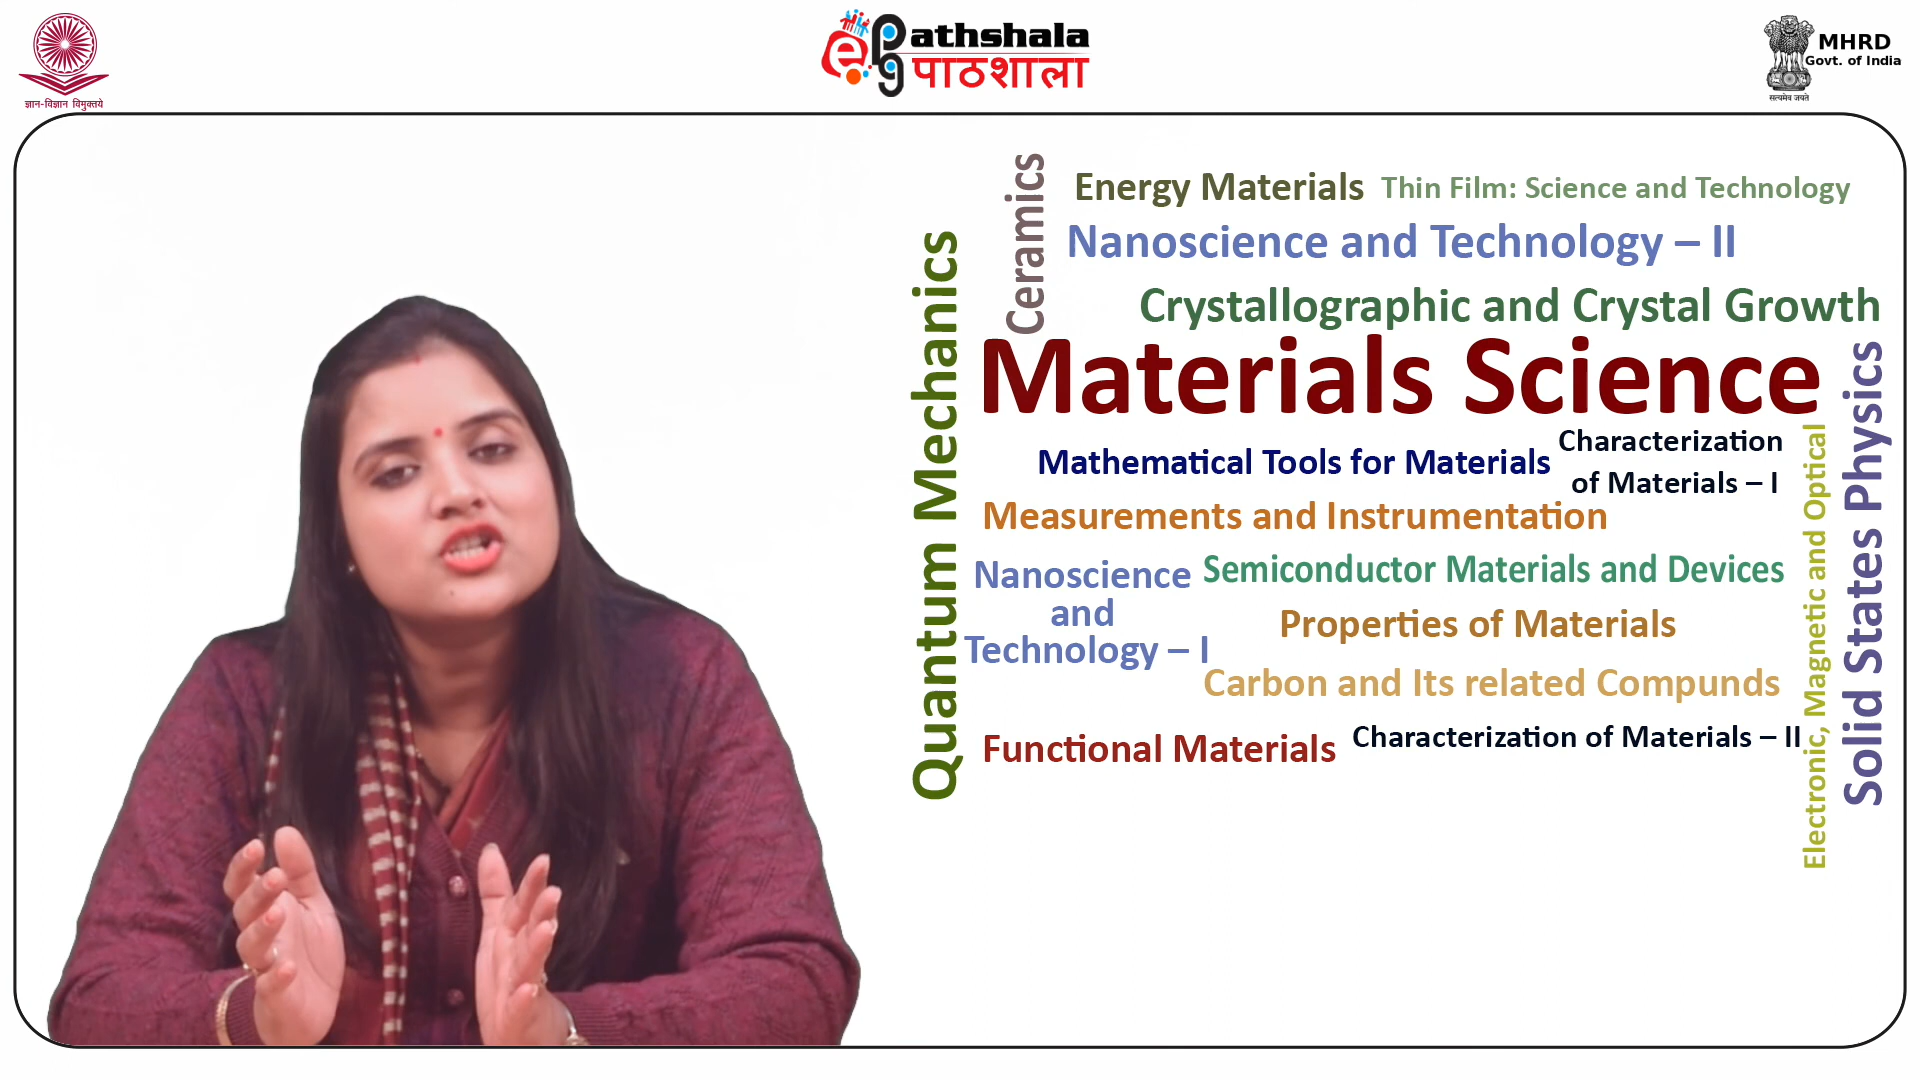 ज्ञान-विज्ञान विमुक्तये
ePathshala
पाठशाला
MHRD
Govt. of India
सत्यमेव जयते
Ceramics
Energy Materials
Thin Film: Science and Technology
Nanoscience and Technology – II
Crystallographic and Crystal Growth
Quantum Mechanics
Materials Science
Mathematical Tools for Materials
Characterization
of Materials – I
Measurements and Instrumentation
Nanoscience
and
Technology – I
Semiconductor Materials and Devices
Properties of Materials
Carbon and Its related Compunds
Functional Materials
Characterization of Materials – II
Electronic, Magnetic and Optical
Solid States Physics